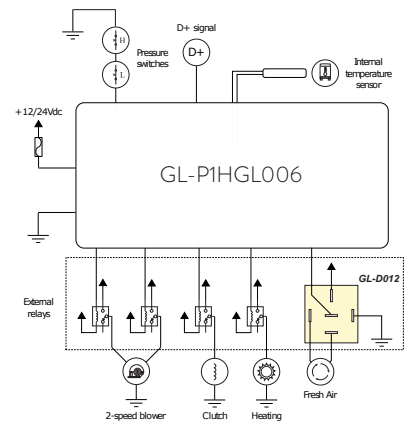 D+ signal
H
D+
Pressure
switches
L
Internal
temperature
sensor
+12/24Vdc
GL-P1HGL006
GL-D012
External
relays
Fresh Air
2-speed blower
Clutch
Heating